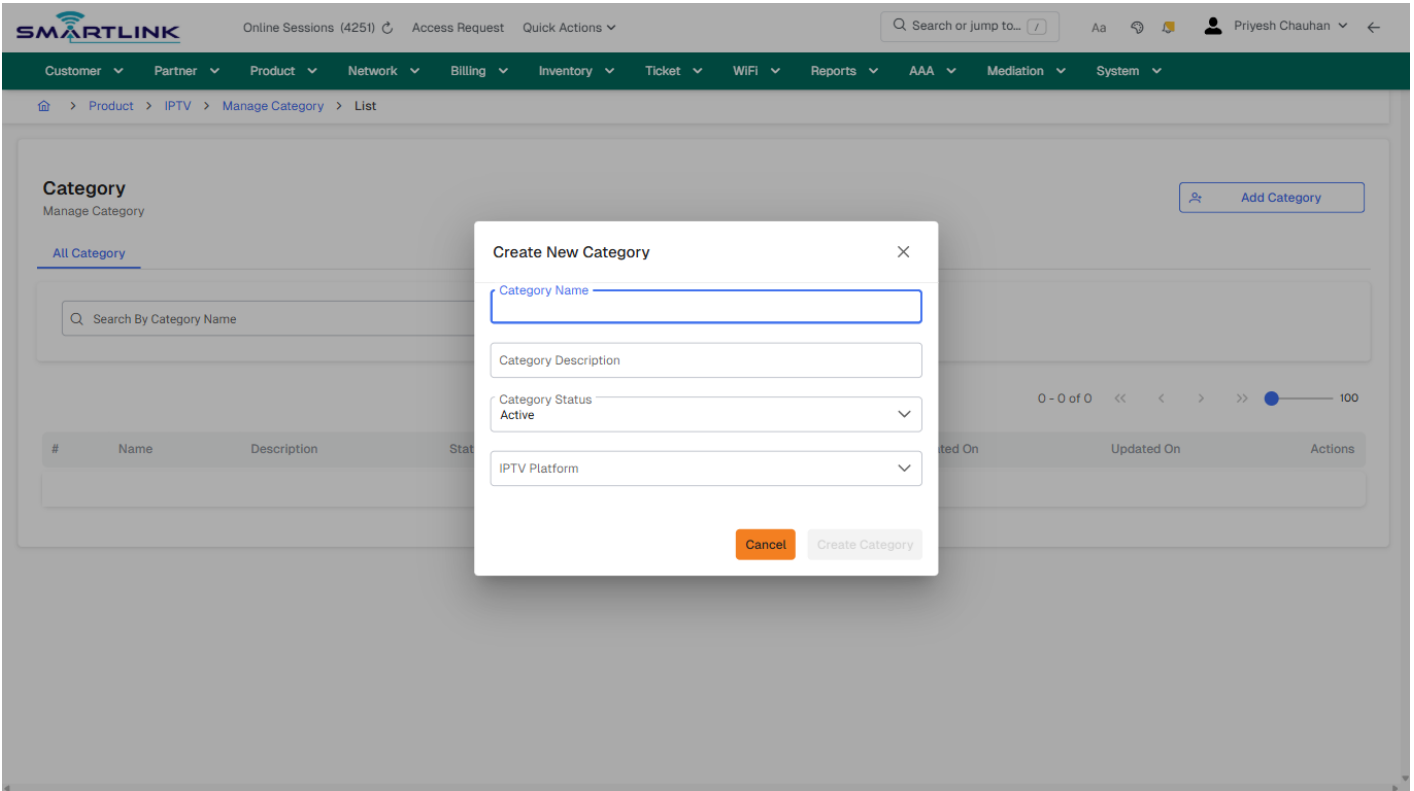 SMARTLINK
Online Sessions (4251) Access Request Quick Actions Search or jump to... / Aa Priyesh Chauhan
Customer Partner Product Network Billing Inventory Ticket WiFi Reports AAA Mediation System
> Product > IPTV > Manage Category > List
Category
Manage Category
Add Category
All Category
Create New Category
Category Name
Search By Category Name
Category Description
Category Status
Active
0 - 0 of 0 << < > >> 100
# Name Description Stat ted On Updated On Actions
IPTV Platform
Cancel Create Category